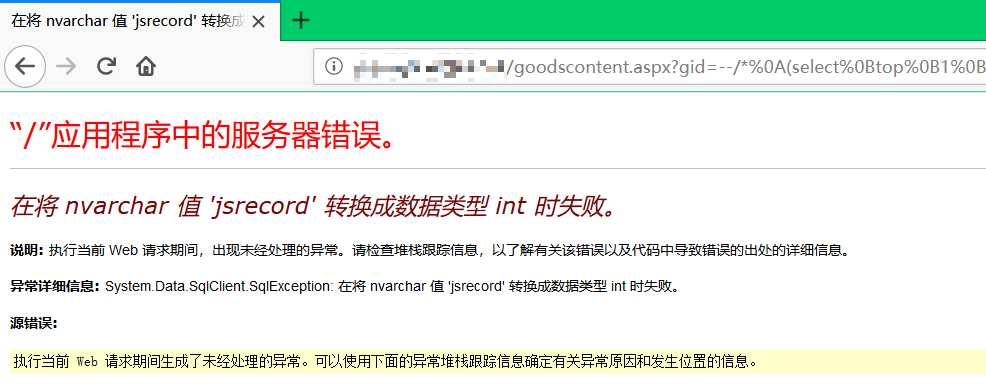 在将 nvarchar 值 'jsrecord' 转换成
/goodscontent.aspx?gid=--/*%0A(select%0Btop%0B1%0B
“/”应用程序中的服务器错误。
在将 nvarchar 值 'jsrecord' 转换成数据类型 int 时失败。
说明: 执行当前 Web 请求期间，出现未经处理的异常。请检查堆栈跟踪信息，以了解有关该错误以及代码中导致错误的出处的详细信息。
异常详细信息: System.Data.SqlClient.SqlException: 在将 nvarchar 值 'jsrecord' 转换成数据类型 int 时失败。
源错误:
执行当前 Web 请求期间生成了未经处理的异常。可以使用下面的异常堆栈跟踪信息确定有关异常原因和发生位置的信息。